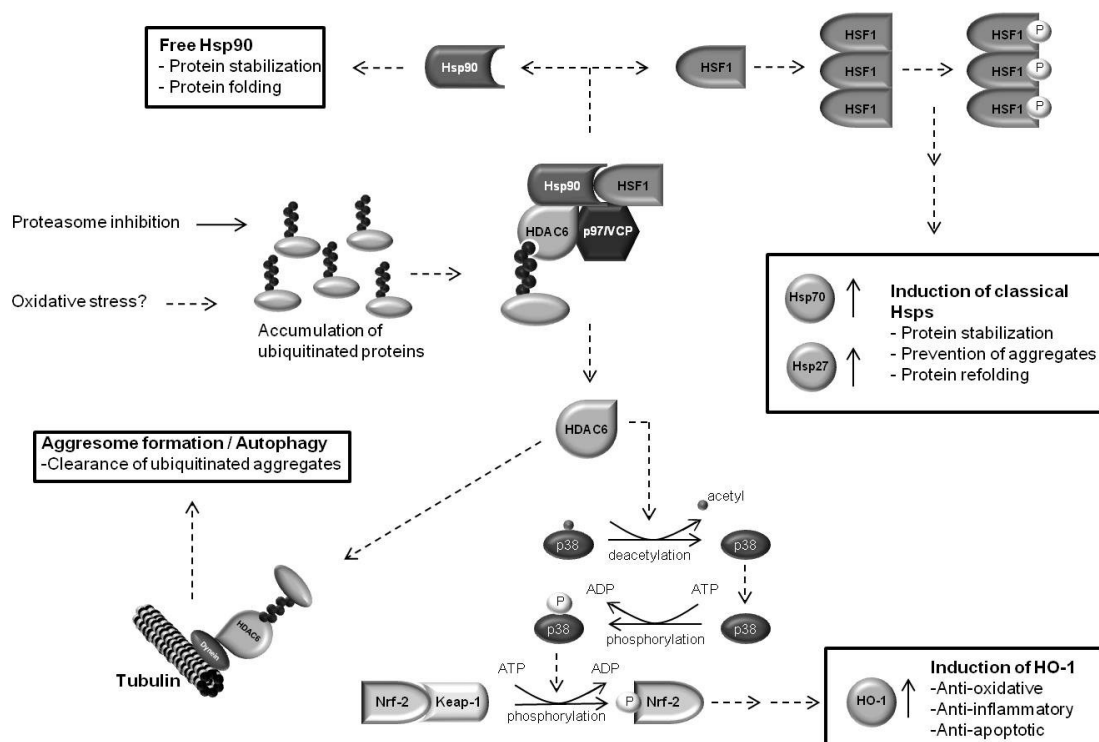 Free Hsp90
- Protein stabilization
- Protein folding
Hsp90
HSF1
HSF1
HSF1
HSF1
HSF1
P
HSF1
P
HSF1
P
Hsp90
HSF1
HDAC6
p97/VCP
Proteasome inhibition
Oxidative stress?
Accumulation of
ubiquitinated proteins
Hsp70
Hsp27
Induction of classical
Hsps
- Protein stabilization
- Prevention of aggregates
- Protein refolding
HDAC6
Aggresome formation / Autophagy
-Clearance of ubiquitinated aggregates
acetyl
p38
deacetylation
p38
P
ADP
ATP
p38
phosphorylation
p38
HDAC6
Dynein
Tubulin
ATP
ADP
Nrf-2
Keap-1
phosphorylation
P
Nrf-2
HO-1
Induction of HO-1
-Anti-oxidative
-Anti-inflammatory
-Anti-apoptotic